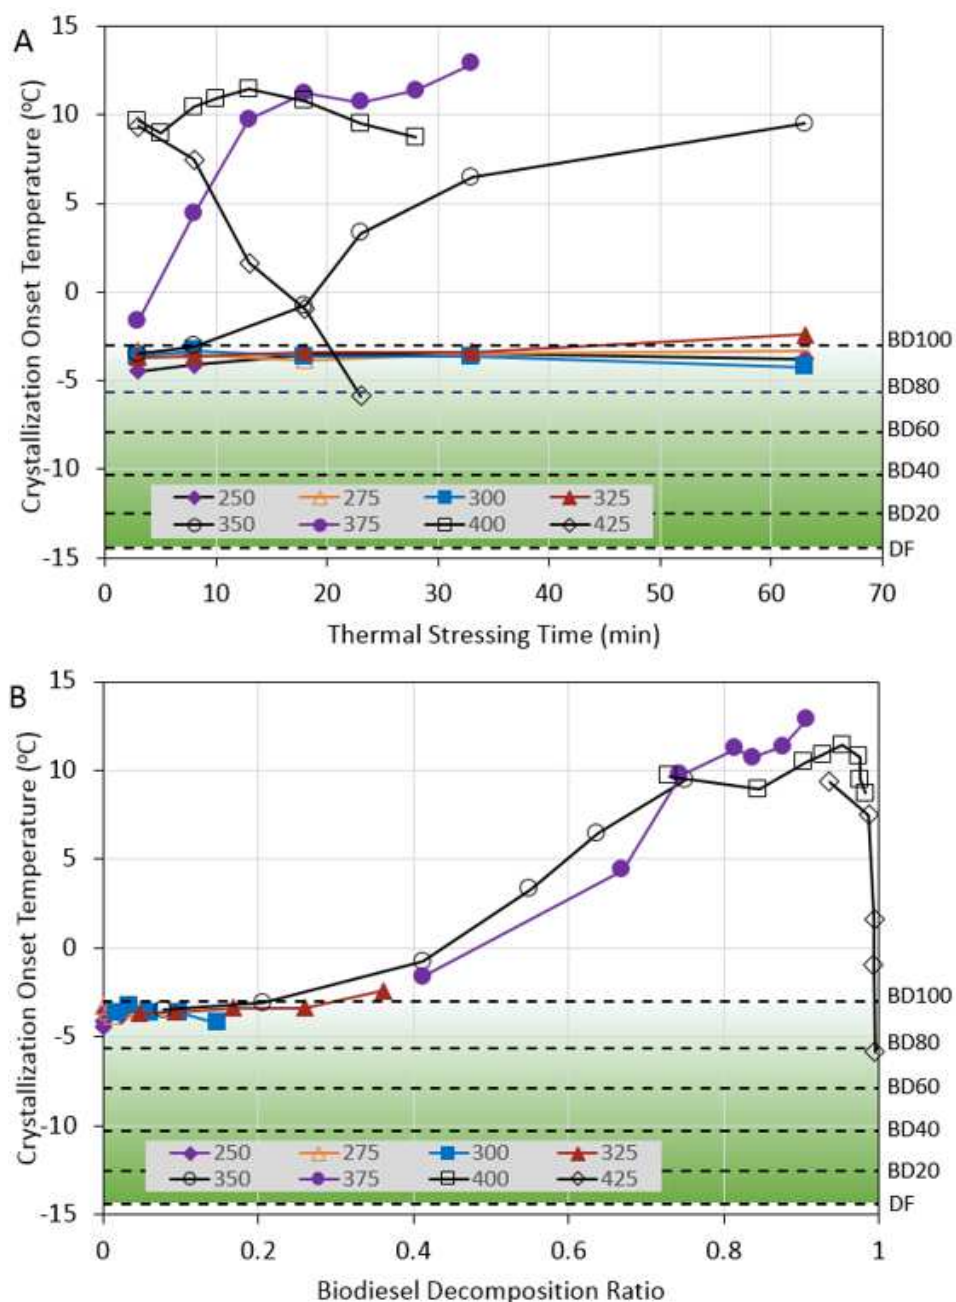 A
Crystallization Onset Temperature (ºC)
15
10
5
0
-5
-10
-15
BD100
BD80
BD60
BD40
BD20
DF
250 275 300 325
350 375 400 425
0 10 20 30 40 50 60 70
Thermal Stressing Time (min)
B
Crystallization Onset Temperature (ºC)
15
10
5
0
-5
-10
-15
BD100
BD80
BD60
BD40
BD20
DF
250 275 300 325
350 375 400 425
0 0.2 0.4 0.6 0.8 1
Biodiesel Decomposition Ratio